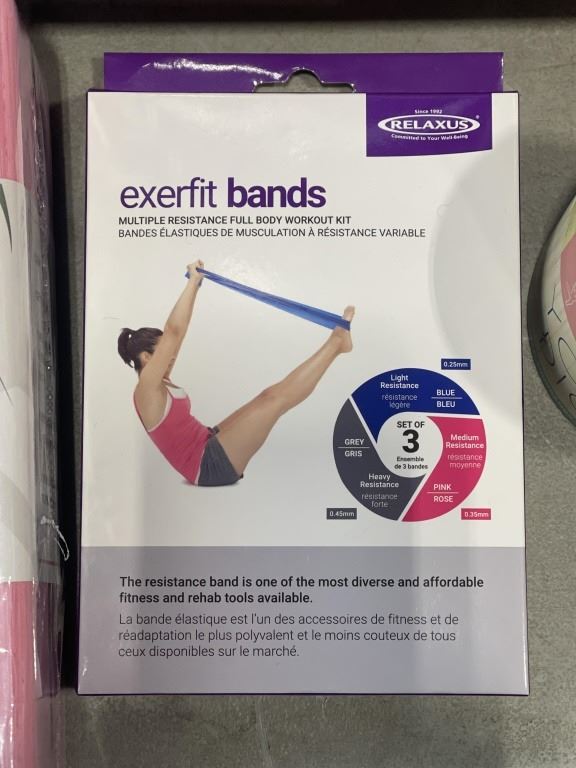 Since 1992
RELAXUS®
Committed to Your Well-Being
exerfit bands
MULTIPLE RESISTANCE FULL BODY WORKOUT KIT
BANDES ÉLASTIQUES DE MUSCULATION À RÉSISTANCE VARIABLE
0.25mm
Light
Resistance
résistance
légère
BLUE
BLEU
SET OF
3
Ensemble
de 3 bandes
Medium
Resistance
résistance
moyenne
PINK
ROSE
0.35mm
GREY
GRIS
Heavy
Resistance
résistance
forte
0.45mm
The resistance band is one of the most diverse and affordable
fitness and rehab tools available.
La bande élastique est l'un des accessoires de fitness et de
réadaptation le plus polyvalent et le moins couteux de tous
ceux disponibles sur le marché.